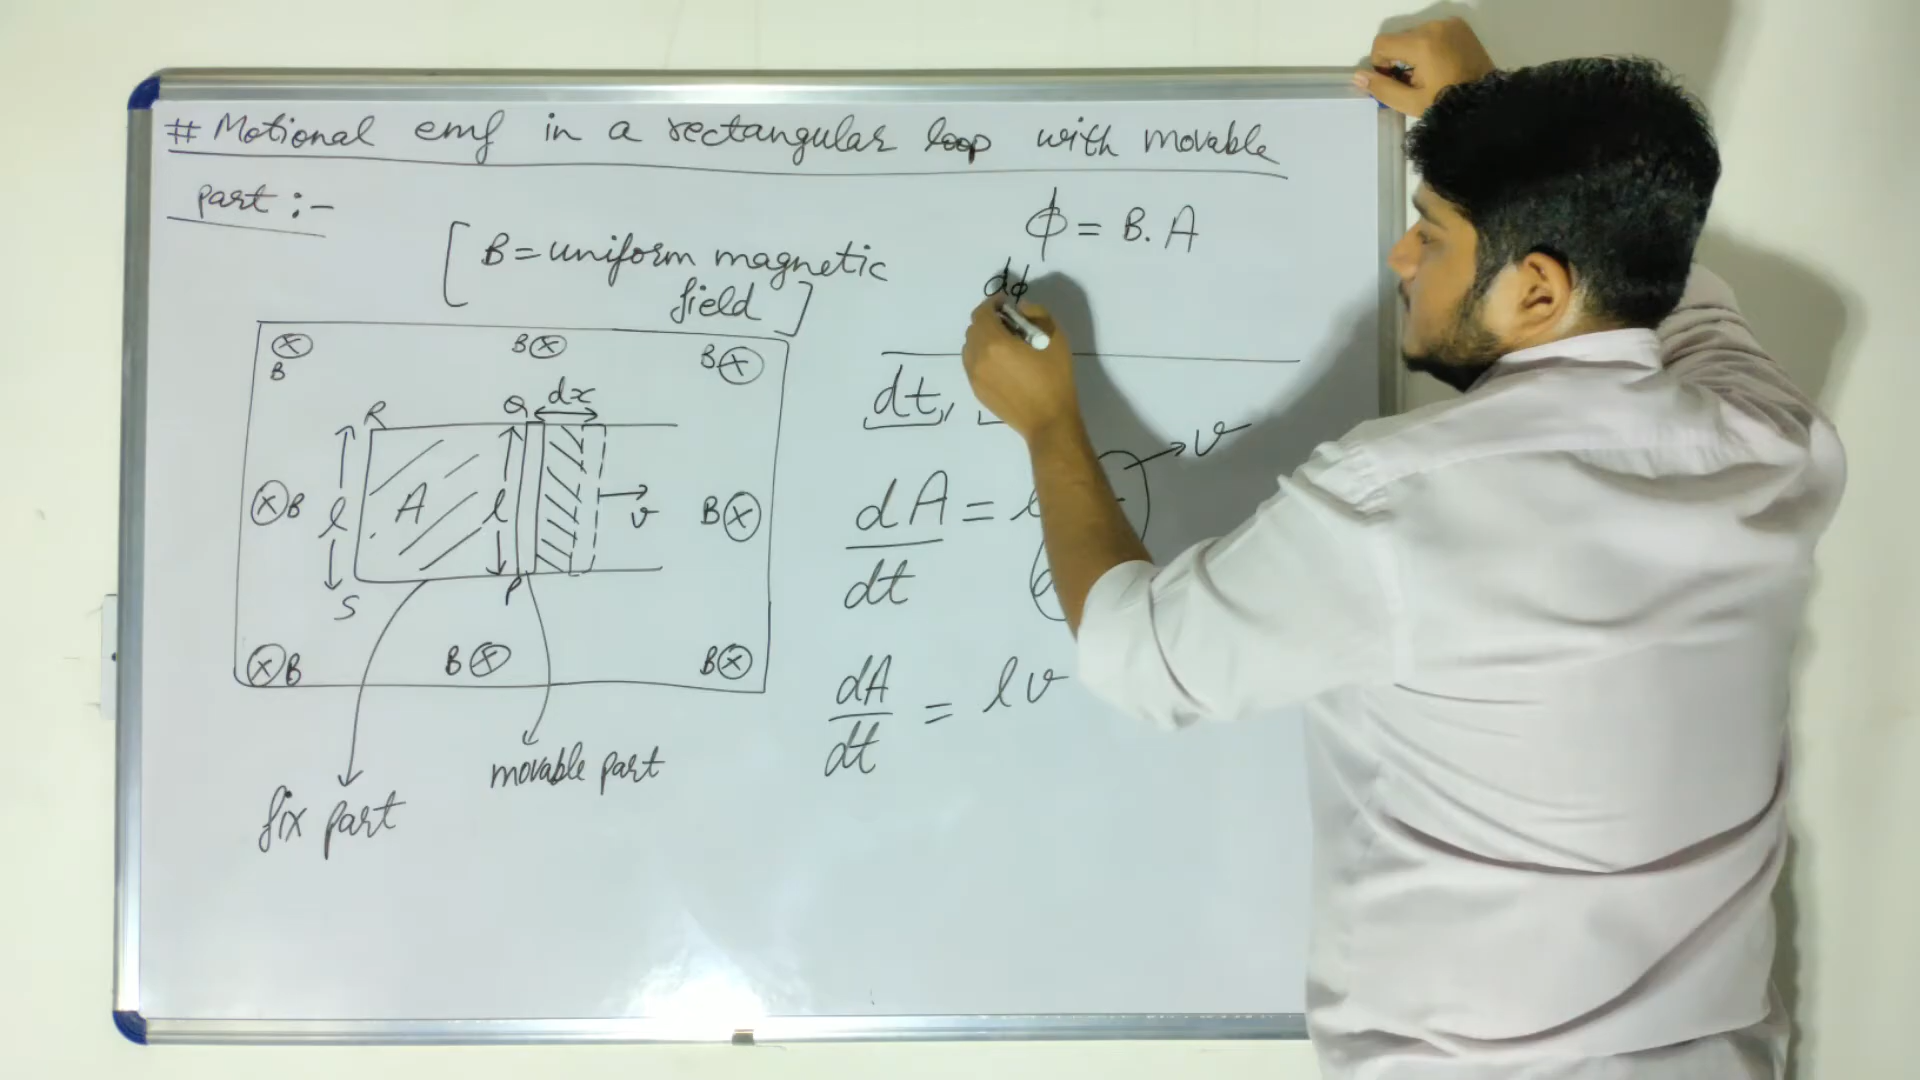 # Motional emf in a rectangular loop with movable
part :-
[ B = uniform magnetic
field ]
ϕ = B. A
dϕ
⊗ B
B ⊗
B ⊗
dx
R
Q
dt,
l
A
l
v
⊗ B
B ⊗
S
P
dA/dt = l
v
⊗ B
B ⊗
B ⊗
dA/dt = lv
movable part
fix part